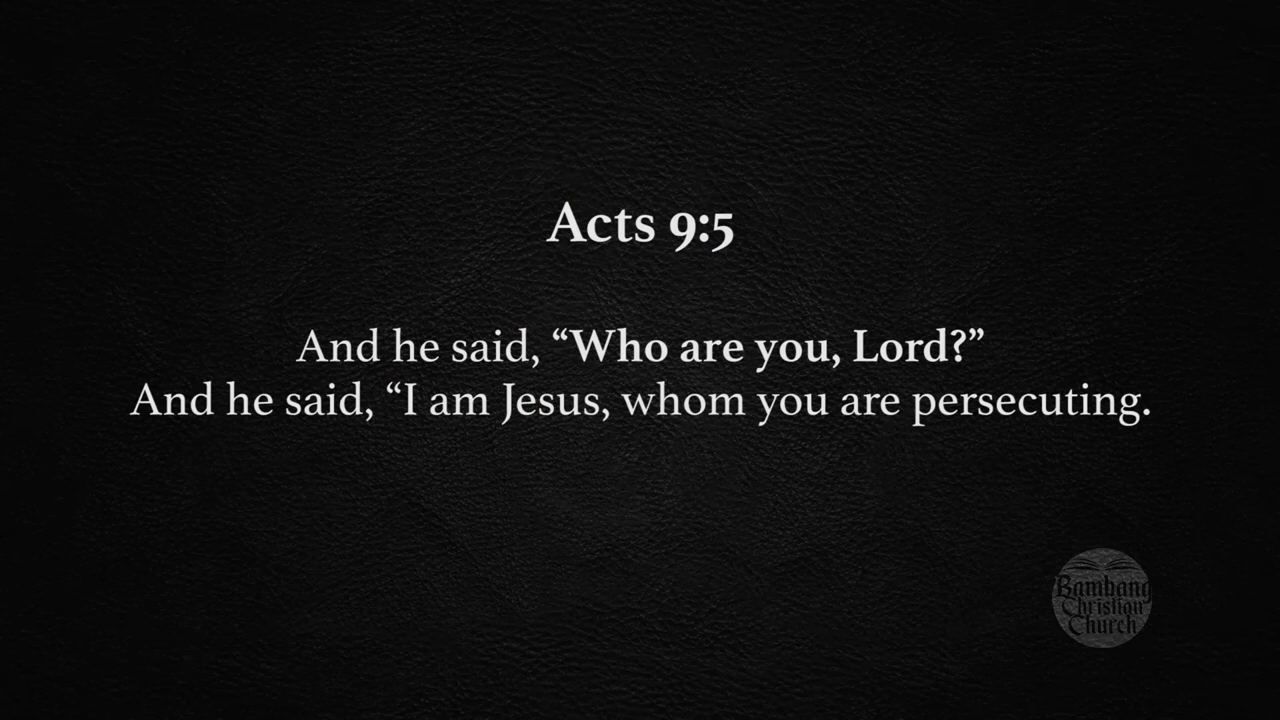 Acts 9:5
And he said, “Who are you, Lord?”
And he said, “I am Jesus, whom you are persecuting.
Bambang
Christian
Church